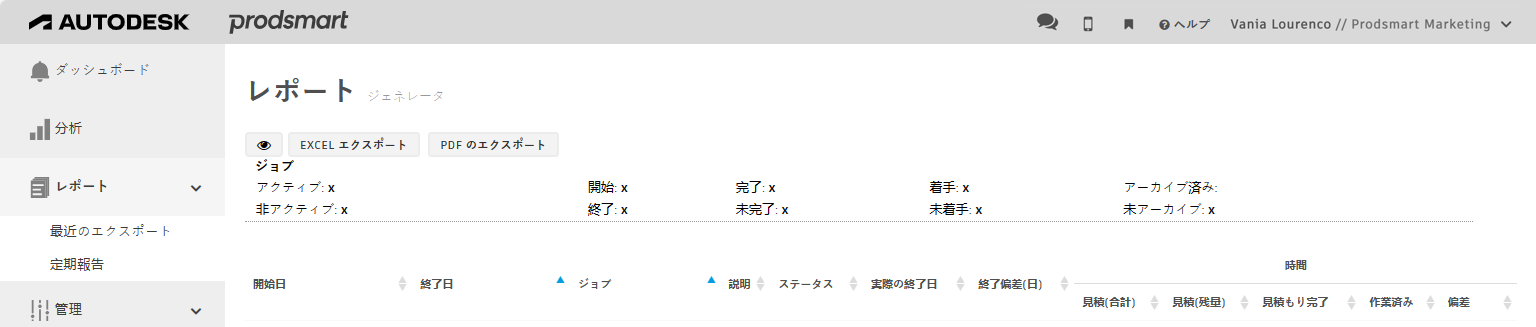 AUTODESK prodsmart ヘルプ Vania Lourenco // Prodsmart Marketing
ダッシュボード
分析
レポート
最近のエクスポート
定期報告
管理
レポート ジェネレータ
EXCEL エクスポート PDF のエクスポート
ジョブ
アクティブ: x 開始: x 完了: x 着手: x アーカイブ済み:
非アクティブ: x 終了: x 未完了: x 未着手: x 未アーカイブ: x
時間
開始日 終了日 ジョブ 説明 ステータス 実際の終了日 終了偏差(日)
見積(合計) 見積(残量) 見積もり完了 作業済み 偏差